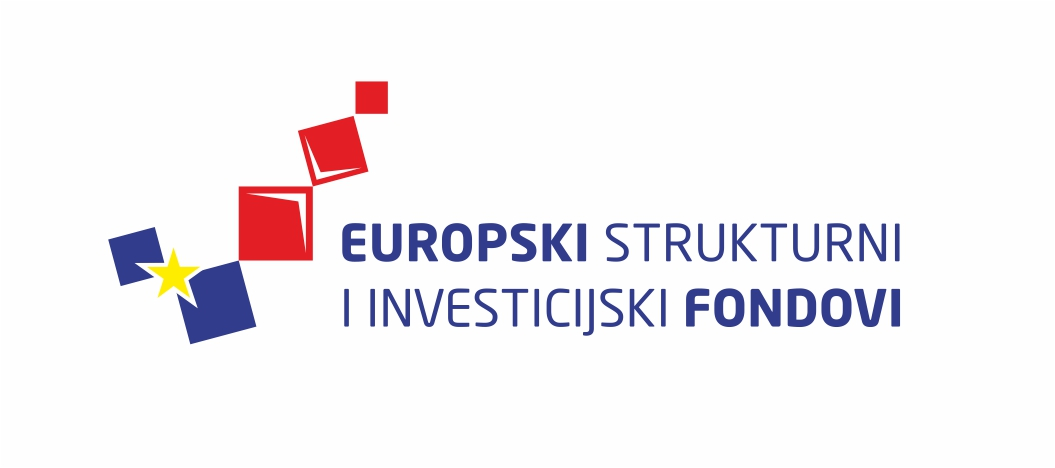 EUROPSKI STRUKTURNI
I INVESTICIJSKI FONDOVI